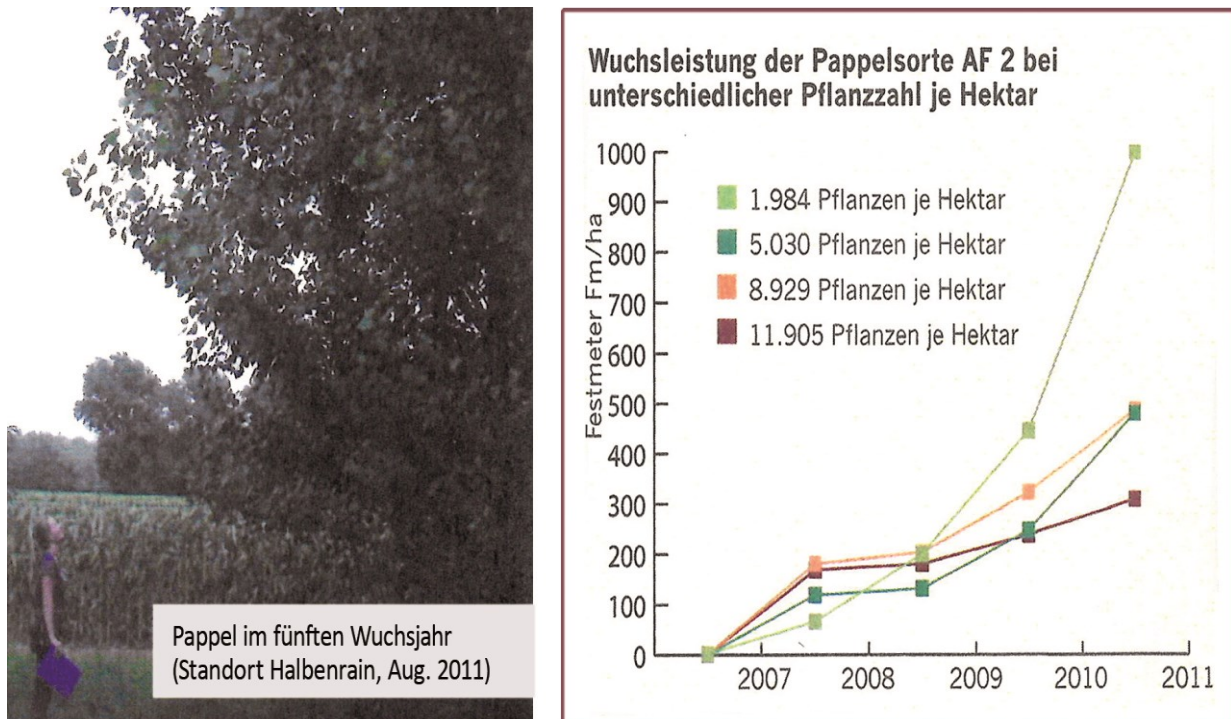 Pappel im fünften Wuchsjahr
(Standort Halbenrain, Aug. 2011)
Wuchsleistung der Pappelsorte AF 2 bei
unterschiedlicher Pflanzzahl je Hektar
Festmeter Fm/ha
1000
900
800
700
600
500
400
300
200
100
0
1.984 Pflanzen je Hektar
5.030 Pflanzen je Hektar
8.929 Pflanzen je Hektar
11.905 Pflanzen je Hektar
2007 2008 2009 2010 2011